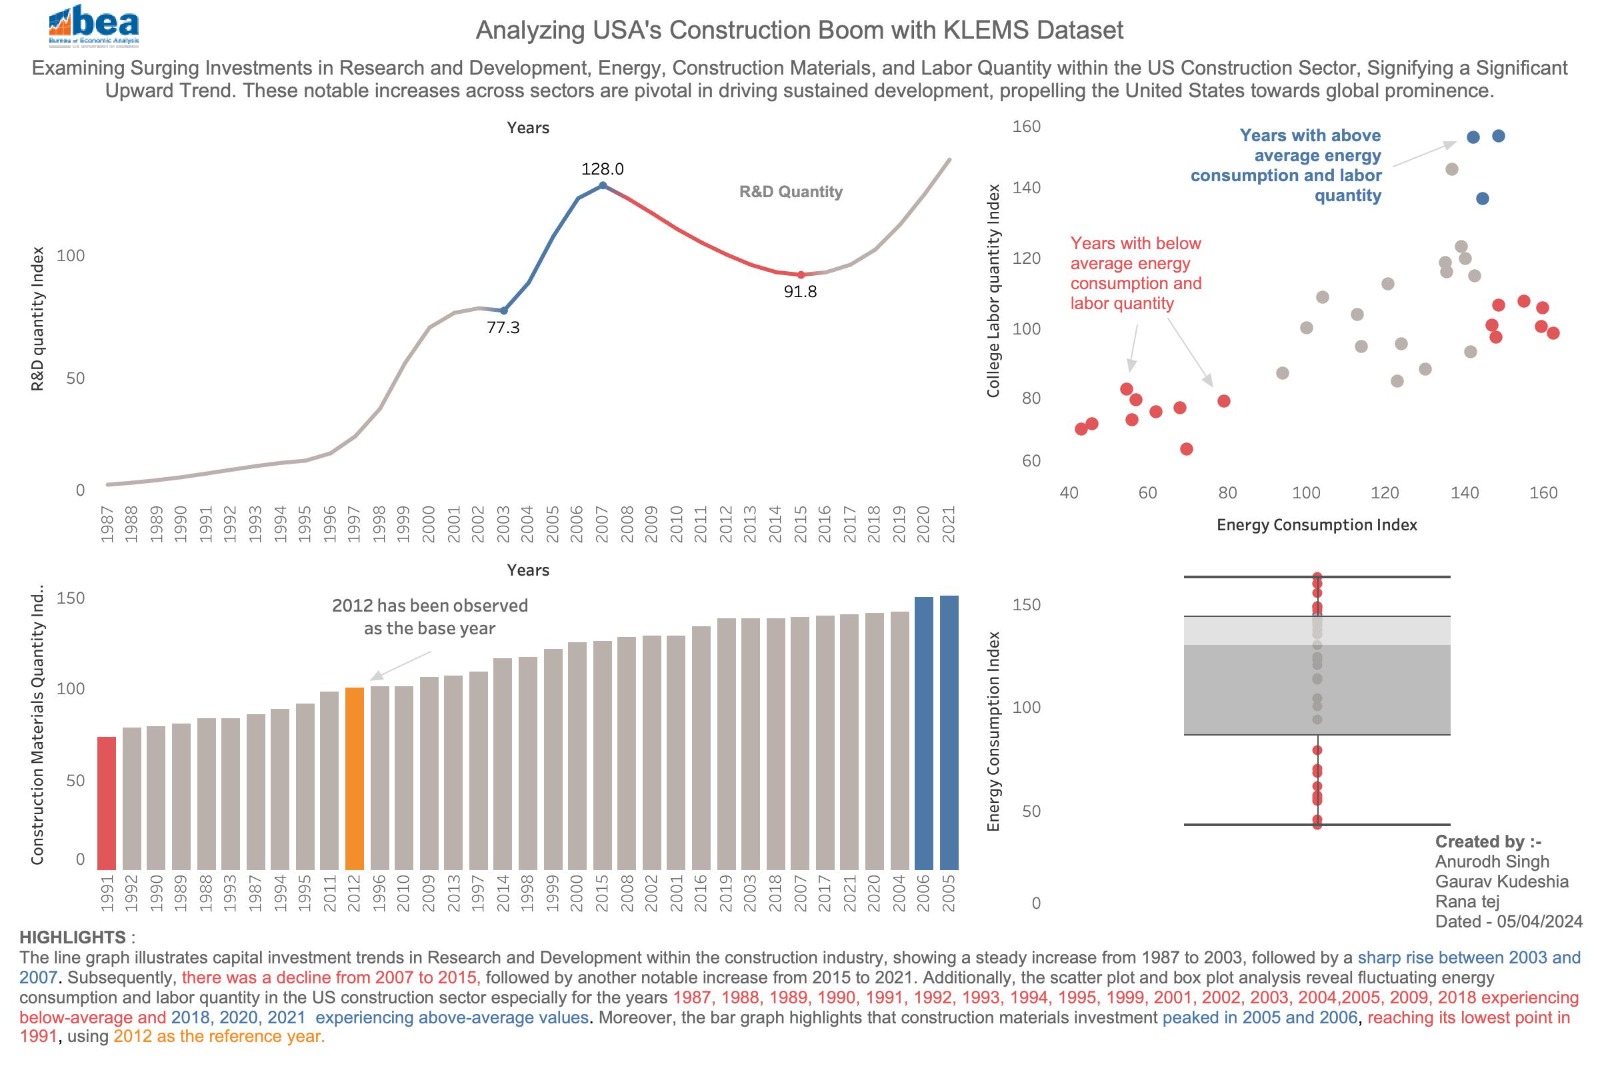 bea
Bureau of Economic Analysis
U.S. DEPARTMENT OF COMMERCE
Analyzing USA's Construction Boom with KLEMS Dataset
Examining Surging Investments in Research and Development, Energy, Construction Materials, and Labor Quantity within the US Construction Sector, Signifying a Significant
Upward Trend. These notable increases across sectors are pivotal in driving sustained development, propelling the United States towards global prominence.
Years
R&D quantity Index
100
50
0
128.0
77.3
91.8
R&D Quantity
1987 1988 1989 1990 1991 1992 1993 1994 1995 1996 1997 1998 1999 2000 2001 2002 2003 2004 2005 2006 2007 2008 2009 2010 2011 2012 2013 2014 2015 2016 2017 2018 2019 2020 2021
College Labor quantity Index
160
140
120
100
80
60
Years with above
average energy
consumption and labor
quantity
Years with below
average energy
consumption and
labor quantity
40 60 80 100 120 140 160
Energy Consumption Index
Years
Construction Materials Quantity Ind..
150
100
50
0
2012 has been observed
as the base year
1991 1992 1990 1989 1988 1993 1987 1994 1995 2011 2012 1996 2010 2009 2013 1997 2014 1998 1999 2000 2015 2008 2002 2001 2016 2019 2003 2018 2007 2017 2021 2020 2004 2006 2005
Energy Consumption Index
150
100
50
0
Created by :-
Anurodh Singh
Gaurav Kudeshia
Rana tej
Dated - 05/04/2024
HIGHLIGHTS :
The line graph illustrates capital investment trends in Research and Development within the construction industry, showing a steady increase from 1987 to 2003, followed by a sharp rise between 2003 and
2007. Subsequently, there was a decline from 2007 to 2015, followed by another notable increase from 2015 to 2021. Additionally, the scatter plot and box plot analysis reveal fluctuating energy
consumption and labor quantity in the US construction sector especially for the years 1987, 1988, 1989, 1990, 1991, 1992, 1993, 1994, 1995, 1999, 2001, 2002, 2003, 2004,2005, 2009, 2018 experiencing
below-average and 2018, 2020, 2021 experiencing above-average values. Moreover, the bar graph highlights that construction materials investment peaked in 2005 and 2006, reaching its lowest point in
1991, using 2012 as the reference year.